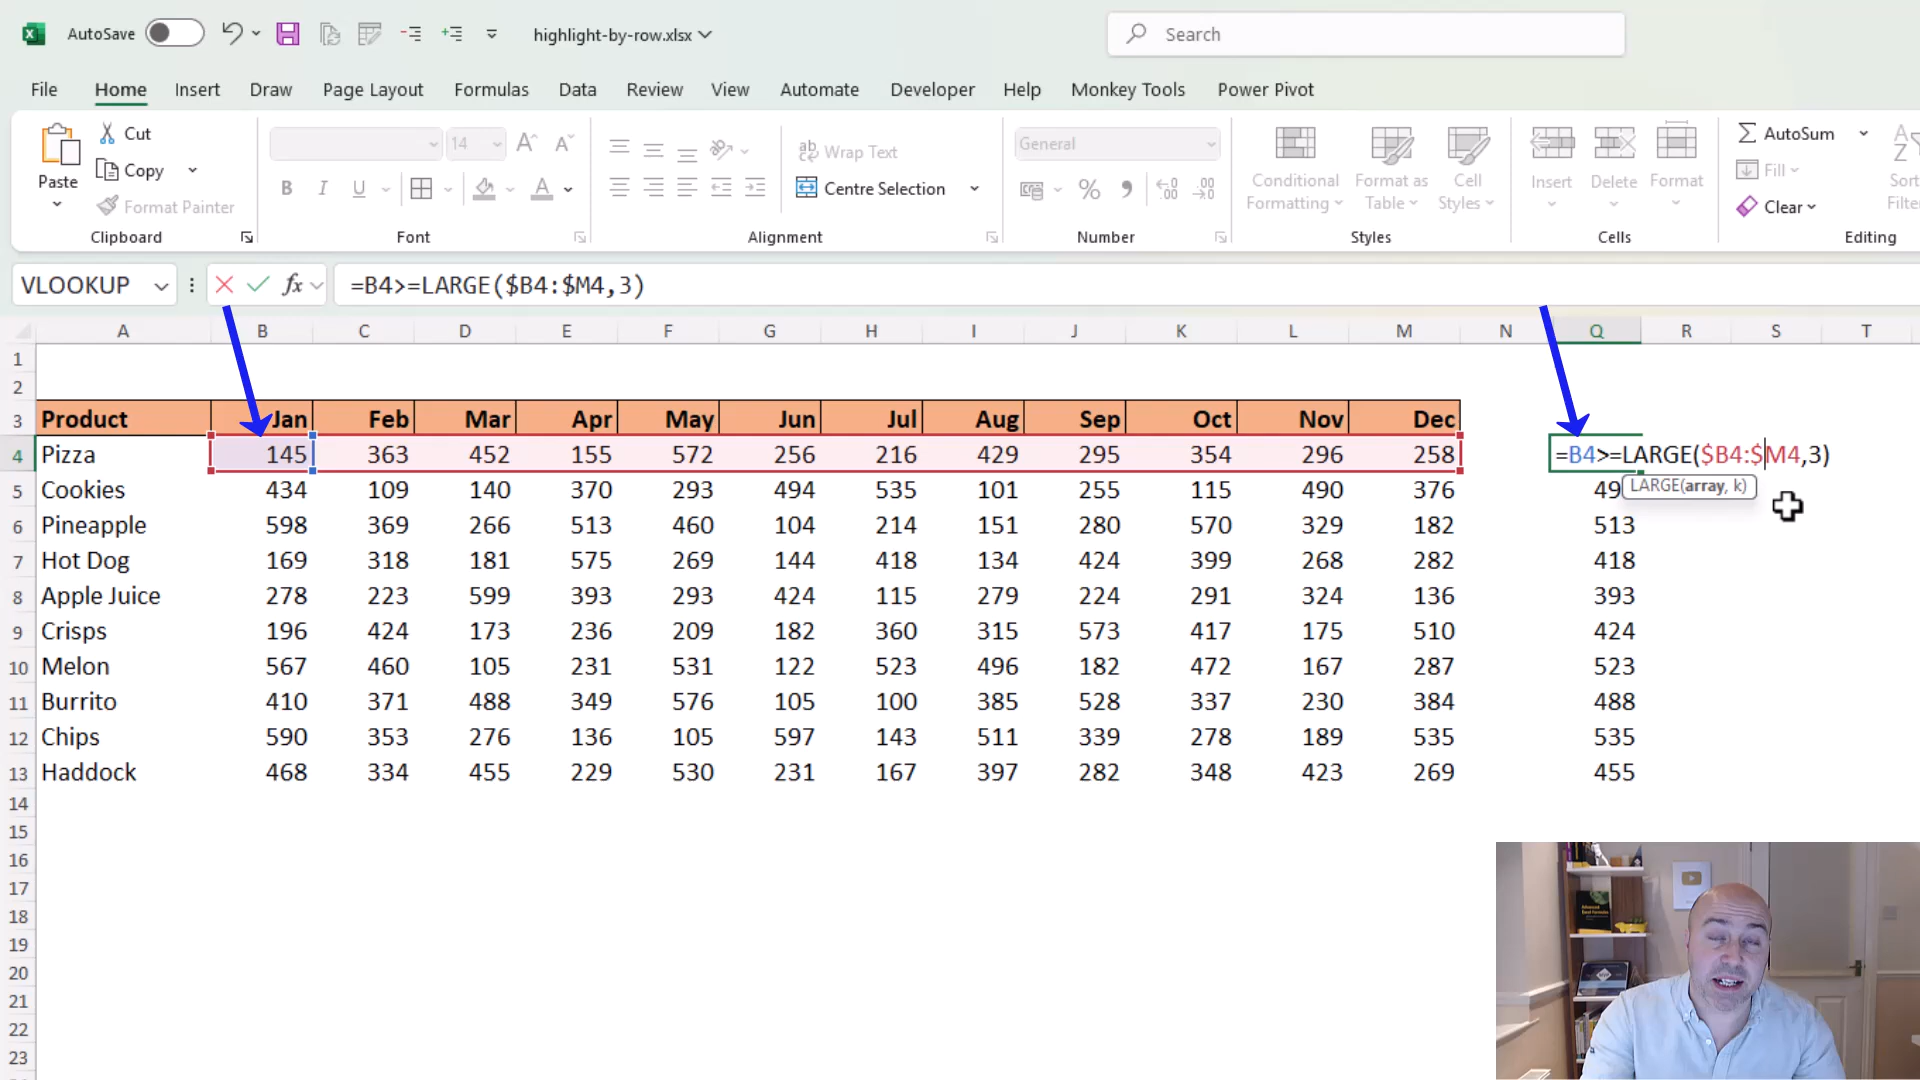 AutoSave
highlight-by-row.xlsx
Search
File Home Insert Draw Page Layout Formulas Data Review View Automate Developer Help Monkey Tools Power Pivot
Paste
Cut
Copy
Format Painter
Clipboard
14
B I U A
Font
Wrap Text
Centre Selection
Alignment
General
Number
Conditional Formatting
Format as Table
Cell Styles
Styles
Insert
Delete
Format
Cells
AutoSum
Fill
Clear
Sort
Filte
Editing
VLOOKUP
fx
=B4>=LARGE($B4:$M4,3)
A B C D E F G H I J K L M N Q R S T
1
2
3 Product Jan Feb Mar Apr May Jun Jul Aug Sep Oct Nov Dec
4 Pizza 145 363 452 155 572 256 216 429 295 354 296 258 =B4>=LARGE($B4:$M4,3)
LARGE(array, k)
5 Cookies 434 109 140 370 293 494 535 101 255 115 490 376 49
6 Pineapple 598 369 266 513 460 104 214 151 280 570 329 182 513
7 Hot Dog 169 318 181 575 269 144 418 134 424 399 268 282 418
8 Apple Juice 278 223 599 393 293 424 115 279 224 291 324 136 393
9 Crisps 196 424 173 236 209 182 360 315 573 417 175 510 424
10 Melon 567 460 105 231 531 122 523 496 182 472 167 287 523
11 Burrito 410 371 488 349 576 105 100 385 528 337 230 384 488
12 Chips 590 353 276 136 105 597 143 511 339 278 189 535 535
13 Haddock 468 334 455 229 530 231 167 397 282 348 423 269 455
14
15
16
17
18
19
20
21
22
23